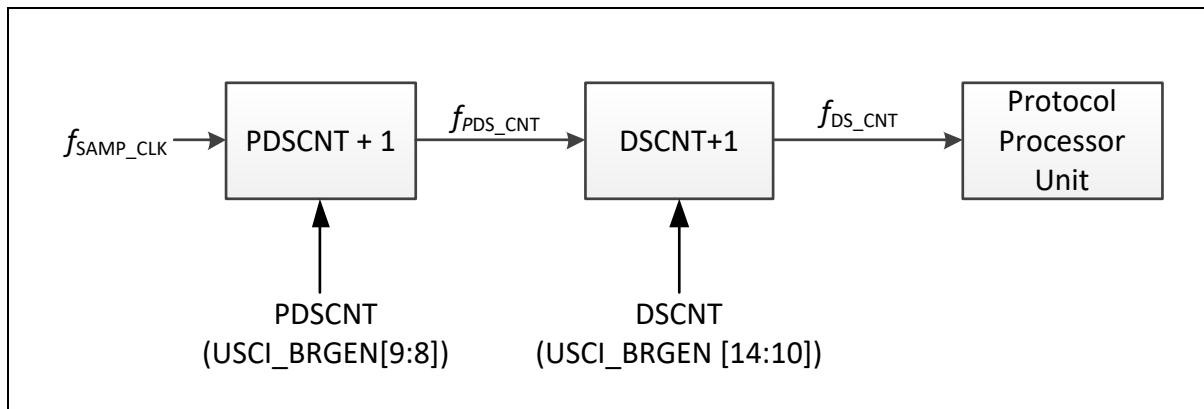 fSAMP_CLK
PDSCNT + 1
fPDS_CNT
DSCNT+1
fDS_CNT
Protocol
Processor
Unit
PDSCNT
(USCI_BRGEN[9:8])
DSCNT
(USCI_BRGEN [14:10])